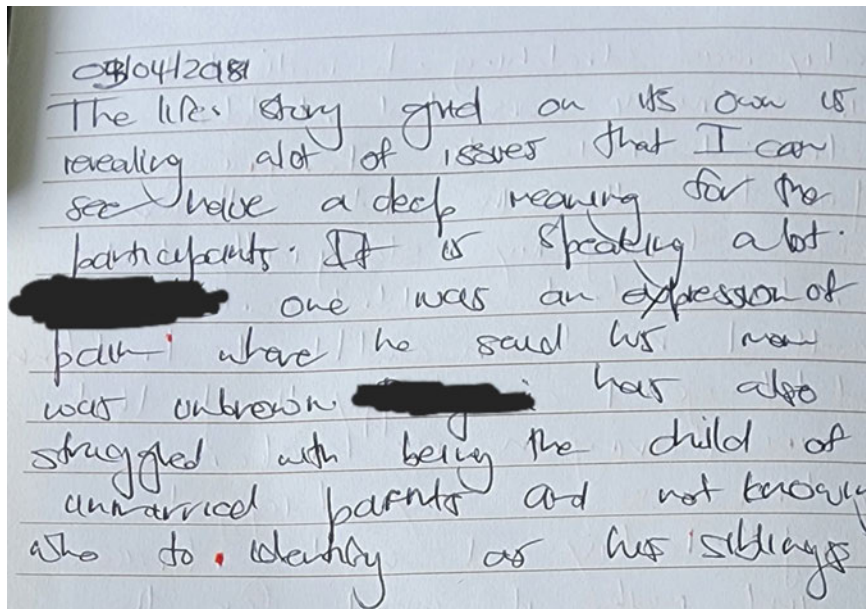 The life story grid on its own is
revealing alot of issues that I can
see have a deep meaning for the
participants. It is speaking a lot.
one was an expression of
pain where he said his mom
was unknown. has also
struggled with being the child of
unmarried parents and not knowing
who to identify as his siblings